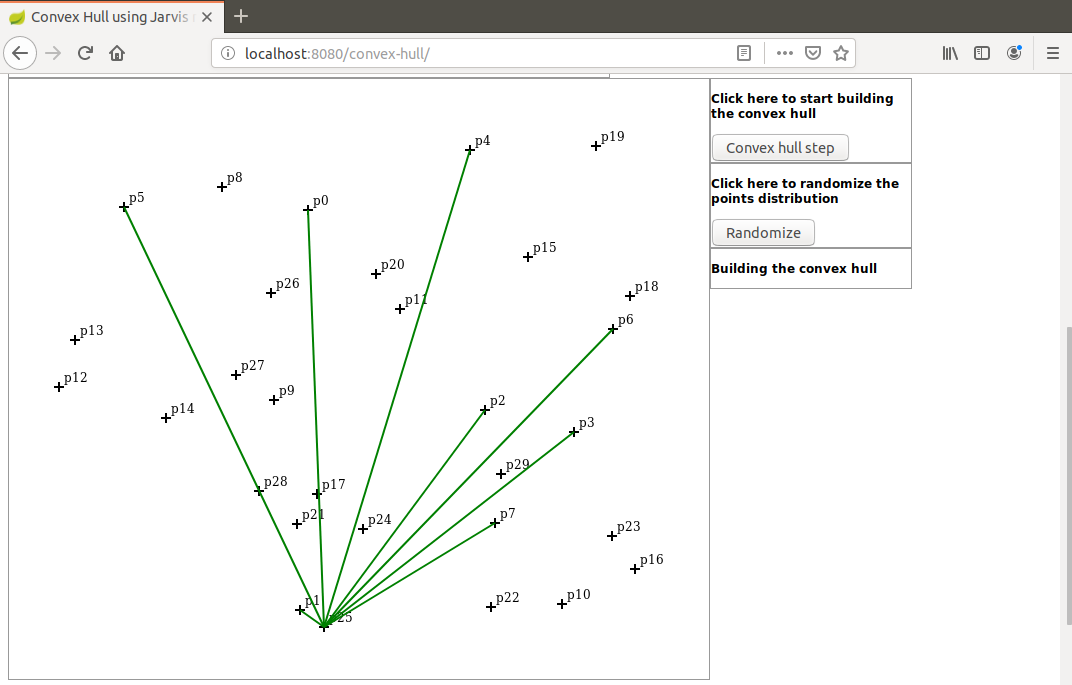 Convex Hull using Jarvis
localhost:8080/convex-hull/
Click here to start building
the convex hull
Convex hull step
Click here to randomize the
points distribution
Randomize
Building the convex hull
p4
p19
p8
p5
p0
p15
p20
p26
p18
p11
p6
p13
p27
p12
p9
p2
p14
p3
p29
p28
p17
p21
p7
p24
p23
p16
p10
p22
p1
p25